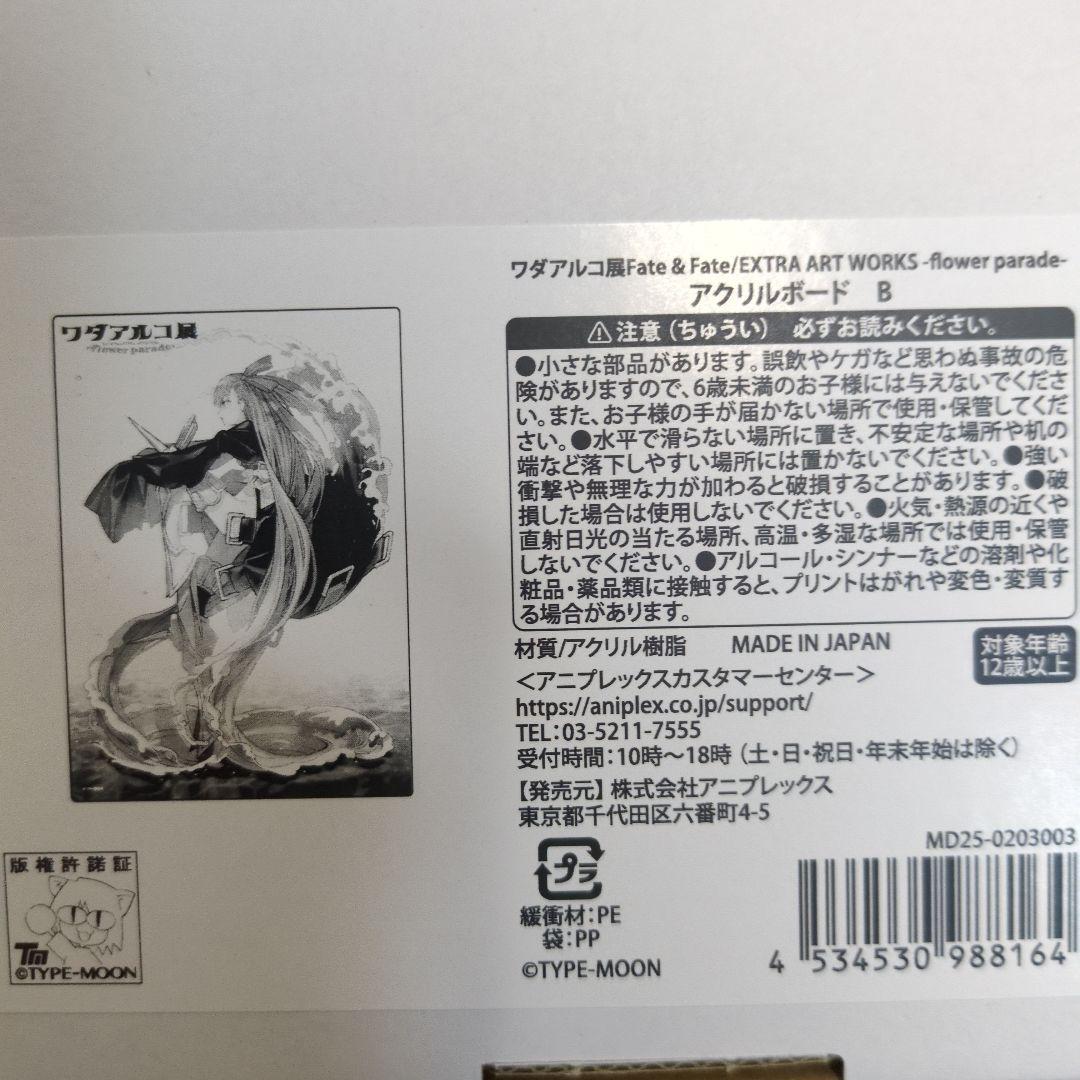 ワダアルコ展
-flower parade-
ワダアルコ展Fate & Fate/EXTRA ART WORKS -flower parade-
アクリルボード B
⚠注意（ちゅうい） 必ずお読みください。
●小さな部品があります。誤飲やケガなど思わぬ事故の危
険がありますので、6歳未満のお子様には与えないでくださ
い。また、お子様の手が届かない場所で使用・保管してくだ
さい。●水平で滑らない場所に置き、不安定な場所や机の
端など落下しやすい場所には置かないでください。●強い
衝撃や無理な力が加わると破損することがあります。●破
損した場合は使用しないでください。●火気・熱源の近くや
直射日光の当たる場所、高温・多湿な場所では使用・保管
しないでください。●アルコール・シンナーなどの溶剤や化
粧品・薬品類に接触すると、プリントはがれや変色・変質す
る場合があります。
材質/アクリル樹脂 MADE IN JAPAN
対象年齢
12歳以上
＜アニプレックスカスタマーセンター＞
https://aniplex.co.jp/support/
TEL：03-5211-7555
受付時間：10時～18時（土・日・祝日・年末年始は除く）
【発売元】株式会社アニプレックス
東京都千代田区六番町4-5
MD25-0203003
プラ
緩衝材：PE
袋：PP
©TYPE-MOON
4 534530 988164
版権許諾証
TM
©TYPE-MOON